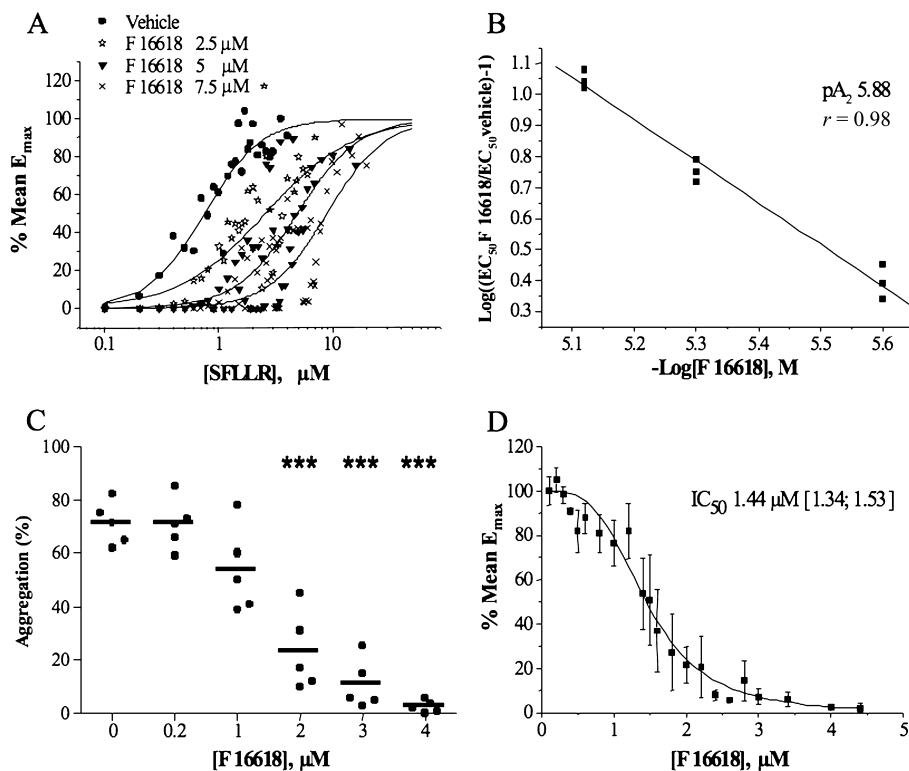 A
Vehicle
F 16618 2.5 µM
F 16618 5 µM
F 16618 7.5 µM
% Mean Emax
120
100
80
60
40
20
0
0.1 1 10
[SFLLR], µM
B
Log((EC50F 16618/EC50vehicle)-1)
1.1
1.0
0.9
0.8
0.7
0.6
0.5
0.4
0.3
pA2 5.88
r = 0.98
5.1 5.2 5.3 5.4 5.5 5.6
-Log[F 16618], M
C
Aggregation (%)
100
80
60
40
20
0
*** *** ***
0 0.2 1 2 3 4
[F 16618], µM
D
% Mean Emax
120
100
80
60
40
20
0
IC50 1.44 µM [1.34; 1.53]
0 1 2 3 4 5
[F 16618], µM